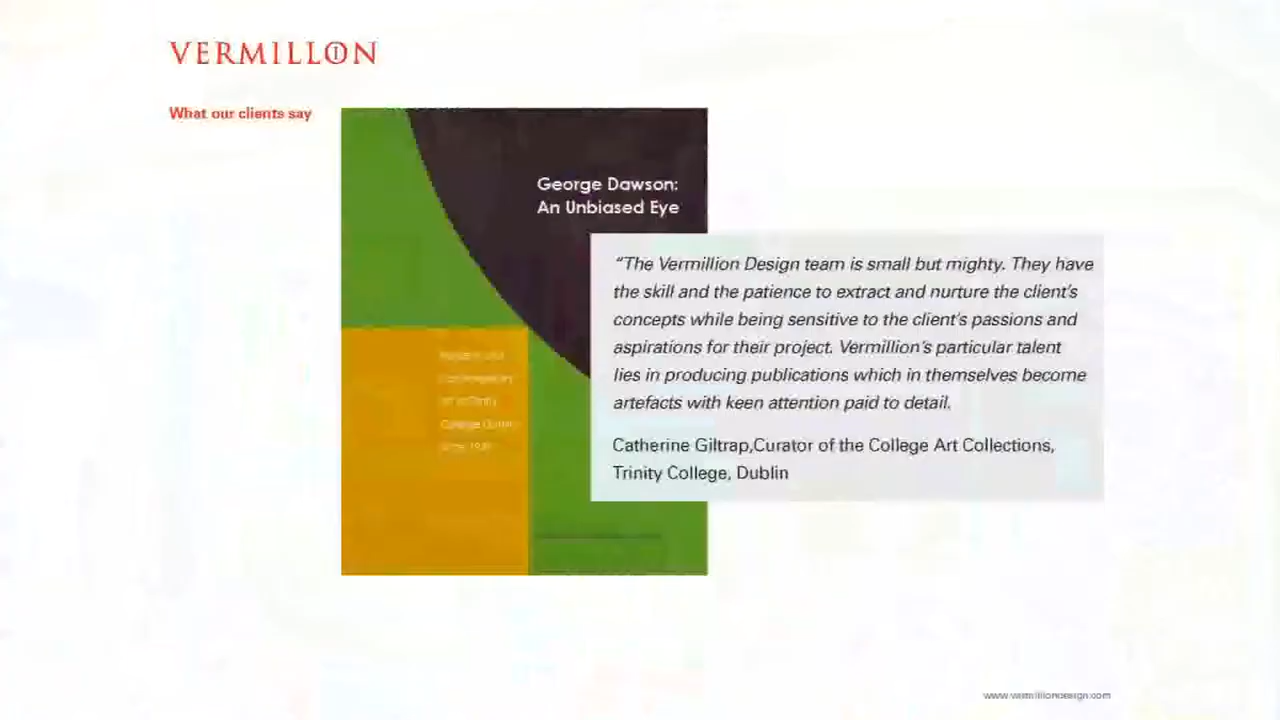 VERMILLION
What our clients say
George Dawson:
An Unbiased Eye
“The Vermillion Design team is small but mighty. They have
the skill and the patience to extract and nurture the client’s
concepts while being sensitive to the client’s passions and
aspirations for their project. Vermillion’s particular talent
lies in producing publications which in themselves become
artefacts with keen attention paid to detail.
Catherine Giltrap,Curator of the College Art Collections,
Trinity College, Dublin
College Dublin
www.vermilliondesign.com